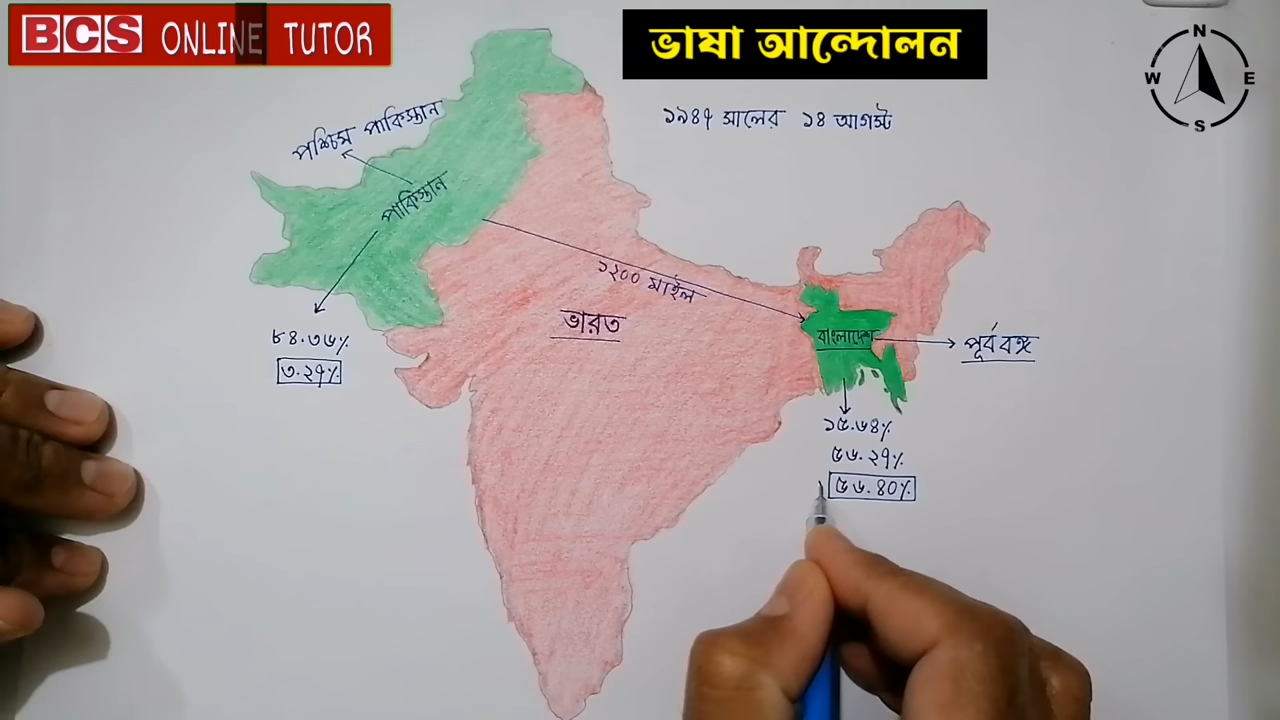 BCS ONLINE TUTOR
ভাষা আন্দোলন
N
W E
S
১৯৪৭ সালের ১৪ আগস্ট
পশ্চিম পাকিস্তান
পাকিস্তান
১২০০ মাইল
ভারত
বাংলাদেশ
পূর্ব বঙ্গ
৮৪.৩৬%
৩.২৭%
১৫.৬৪%
৫৬.২৭%
৫৬.৪০%